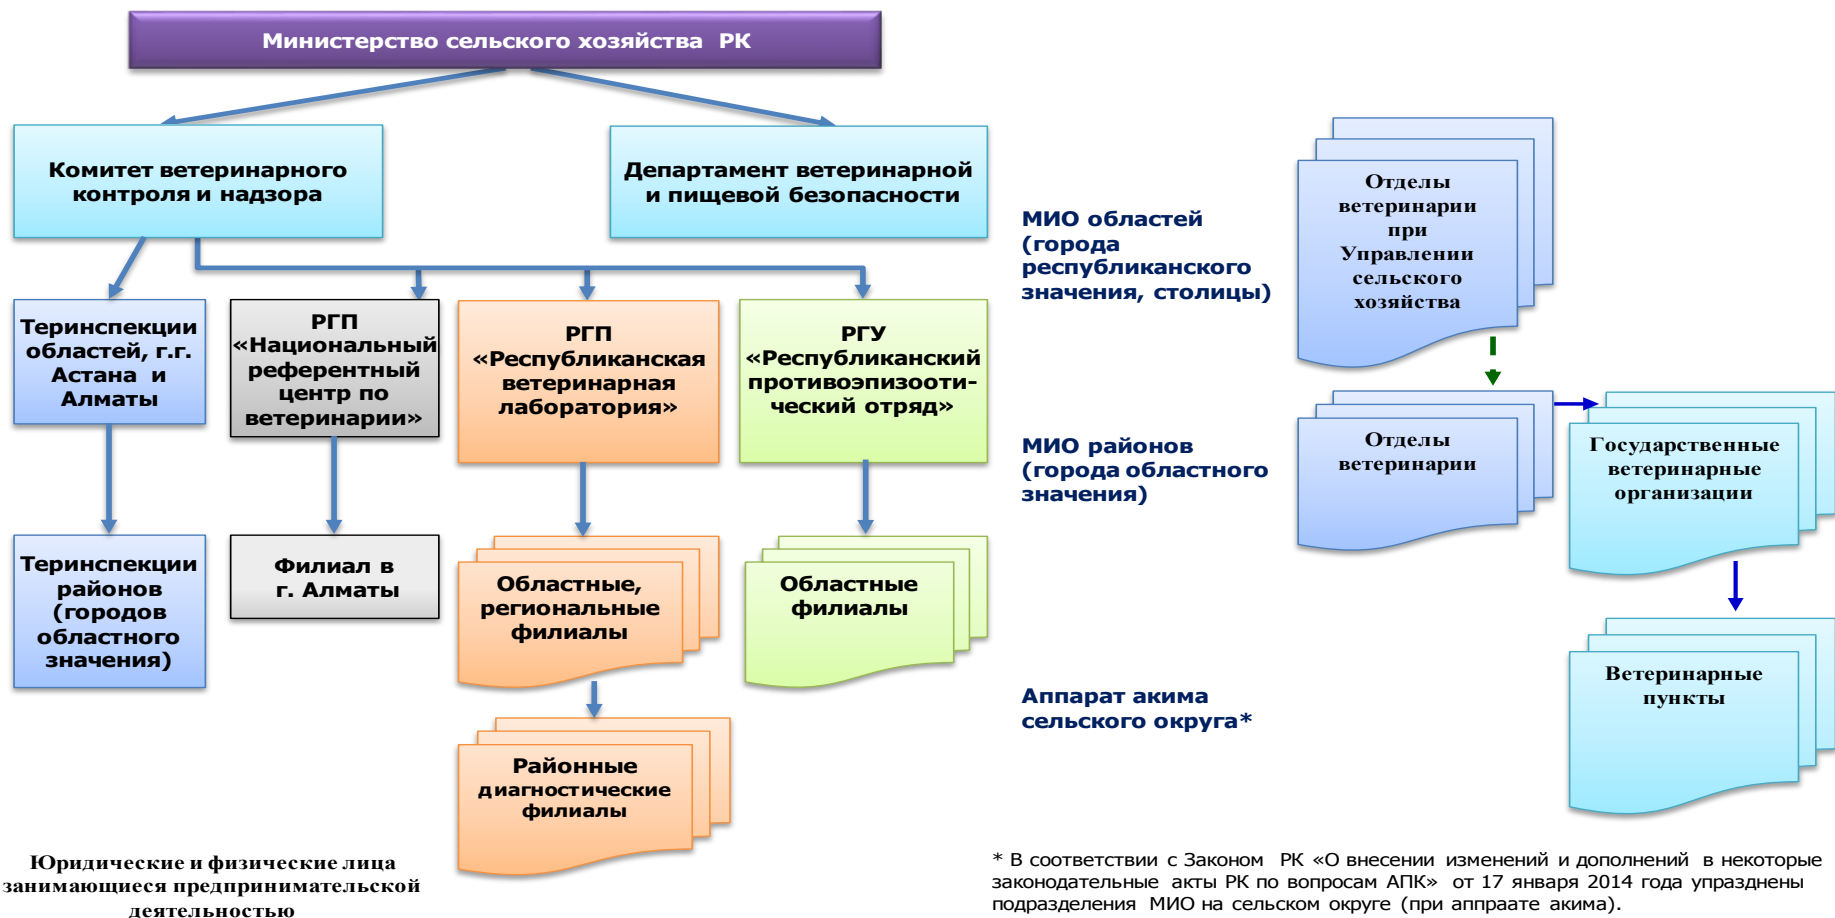 Министерство сельского хозяйства РК
Комитет ветеринарного
контроля и надзора
Департамент ветеринарной
и пищевой безопасности
Теринспекции
областей, г.г.
Астана и
Алматы
РГП
«Национальный
референтный
центр по
ветеринарии»
РГП
«Республиканская
ветеринарная
лаборатория»
РГУ
«Республиканский
противоэпизооти-
ческий отряд»
Теринспекции
районов
(городов
областного
значения)
Филиал в
г. Алматы
Областные,
региональные
филиалы
Областные
филиалы
Районные
диагностические
филиалы
Юридические и физические лица
занимающиеся предпринимательской
деятельностью
МИО областей
(города
республиканского
значения, столицы)
Отделы
ветеринарии
при
Управлении
сельского
хозяйства
МИО районов
(города областного
значения)
Отделы
ветеринарии
Государственные
ветеринарные
организации
Аппарат акима
сельского округа*
Ветеринарные
пункты
* В соответствии с Законом РК «О внесении изменений и дополнений в некоторые
законодательные акты РК по вопросам АПК» от 17 января 2014 года упразднены
подразделения МИО на сельском округе (при аппраате акима).